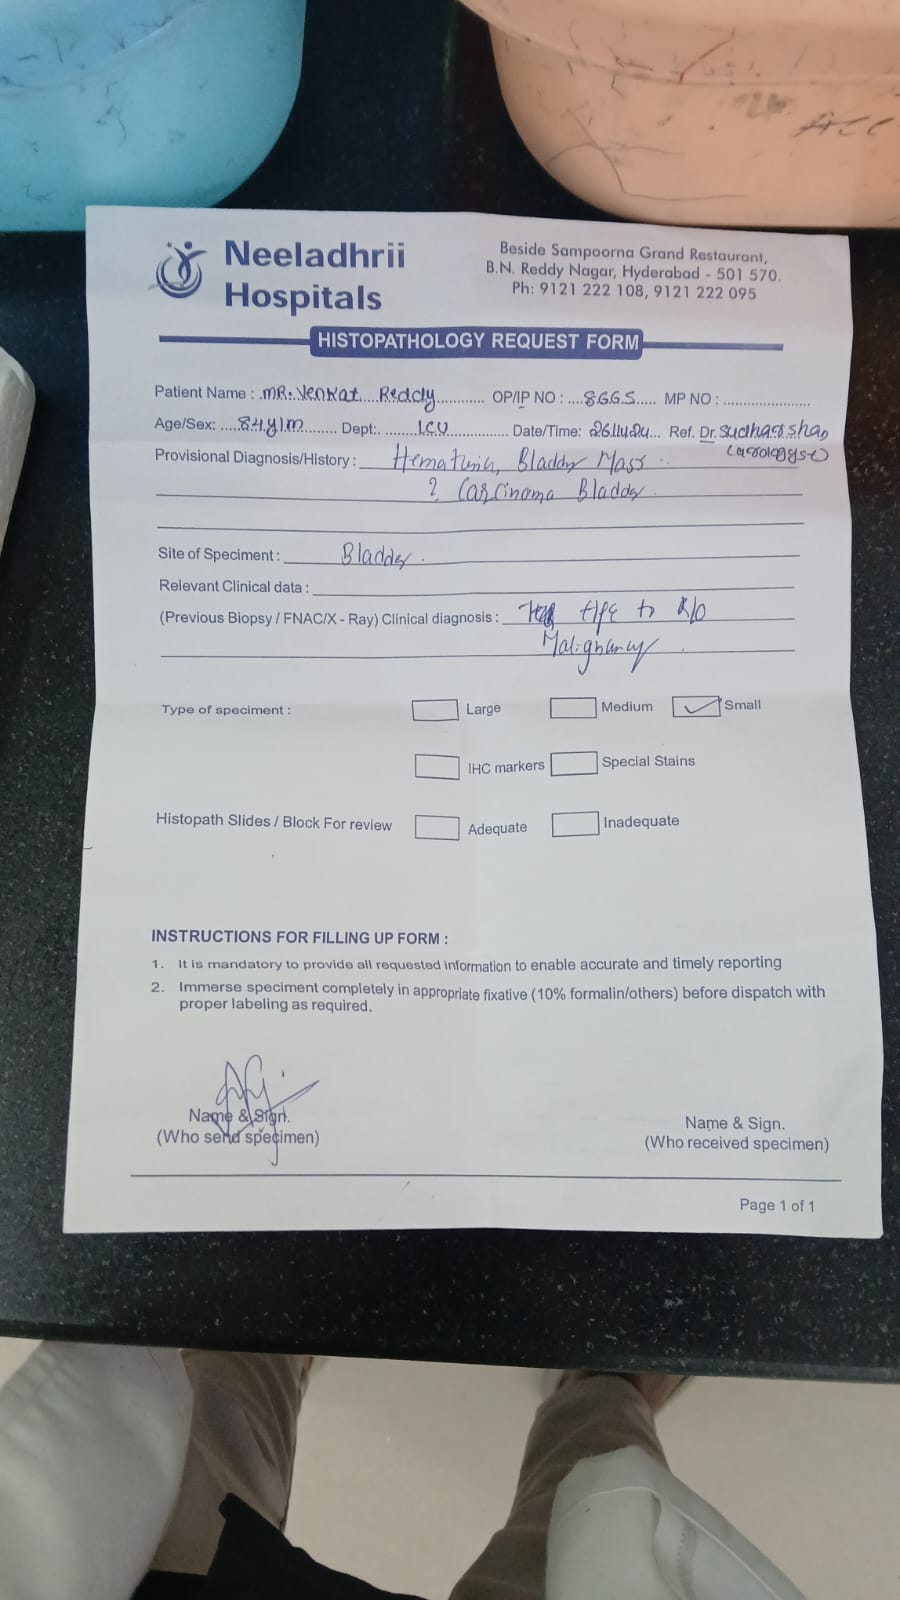 ACC
Neeladhrii
Hospitals
Beside Sampoorna Grand Restaurant,
B.N. Reddy Nagar, Hyderabad - 501 570.
Ph: 9121 222 108, 9121 222 095
HISTOPATHOLOGY REQUEST FORM
Patient Name : MR. Venkat Reddy OP/IP NO : 8665 MP NO :
Age/Sex: 84y/m Dept: ICU Date/Time: Ref. Dr. Sudharshan
Provisional Diagnosis/History : Hematuria, Bladder Mass
? Carcinoma Bladder
Site of Speciment : Bladder.
Relevant Clinical data :
(Previous Biopsy / FNAC/X - Ray) Clinical diagnosis : HPE to R/O
Malignancy
Type of speciment : Large Medium Small
IHC markers Special Stains
Histopath Slides / Block For review Adequate Inadequate
INSTRUCTIONS FOR FILLING UP FORM :
1. It is mandatory to provide all requested information to enable accurate and timely reporting
2. Immerse speciment completely in appropriate fixative (10% formalin/others) before dispatch with
proper labeling as required.
Name & Sign.
(Who send specimen)
Name & Sign.
(Who received specimen)
Page 1 of 1